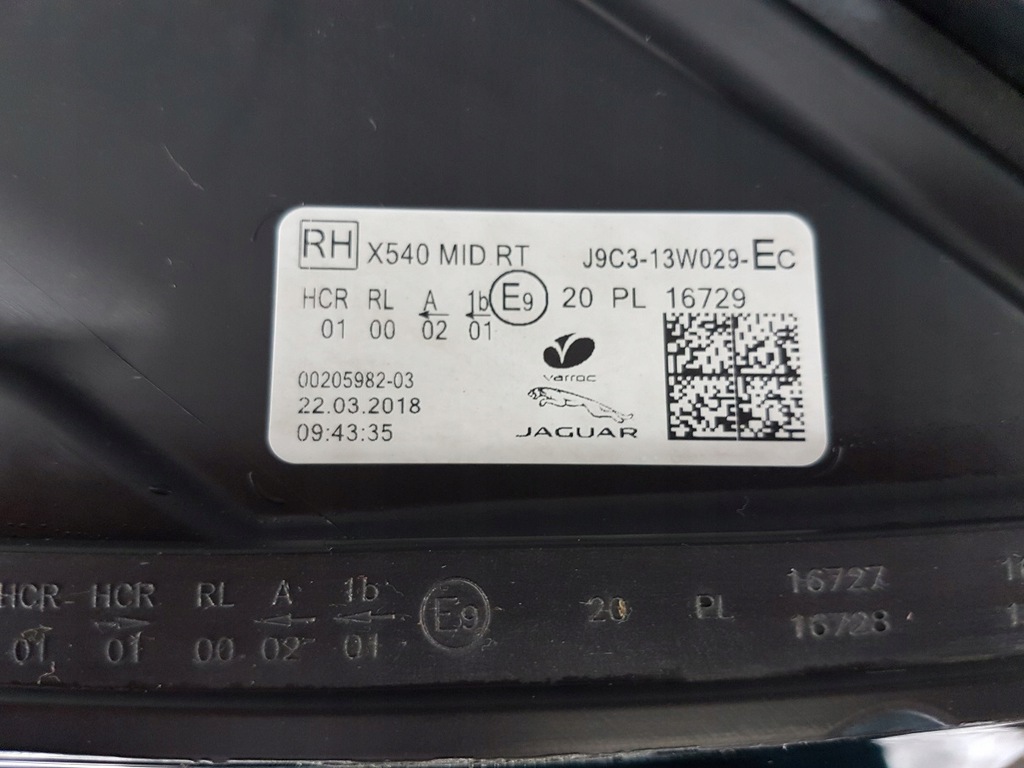 RH X540 MID RT J9C3-13W029-EC
HCR RL A 1b E9 20 PL 16729
01 00 02 01
varroc
00205982-03
22.03.2018
JAGUAR
09:43:35
HCR HCR RL A 1b E9 20 PL 16727
01 01 00 02 01 16728